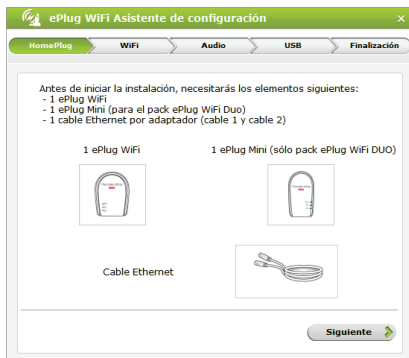 ePlug WiFi Asistente de configuración
HomePlug WiFi Audio USB Finalización
Antes de iniciar la instalación, necesitarás los elementos siguientes:
- 1 ePlug WiFi
- 1 ePlug Mini (para el pack ePlug WiFi Duo)
- 1 cable Ethernet por adaptador (cable 1 y cable 2)
1 ePlug WiFi 1 ePlug Mini (sólo pack ePlug WiFi DUO)
Cable Ethernet
Siguiente